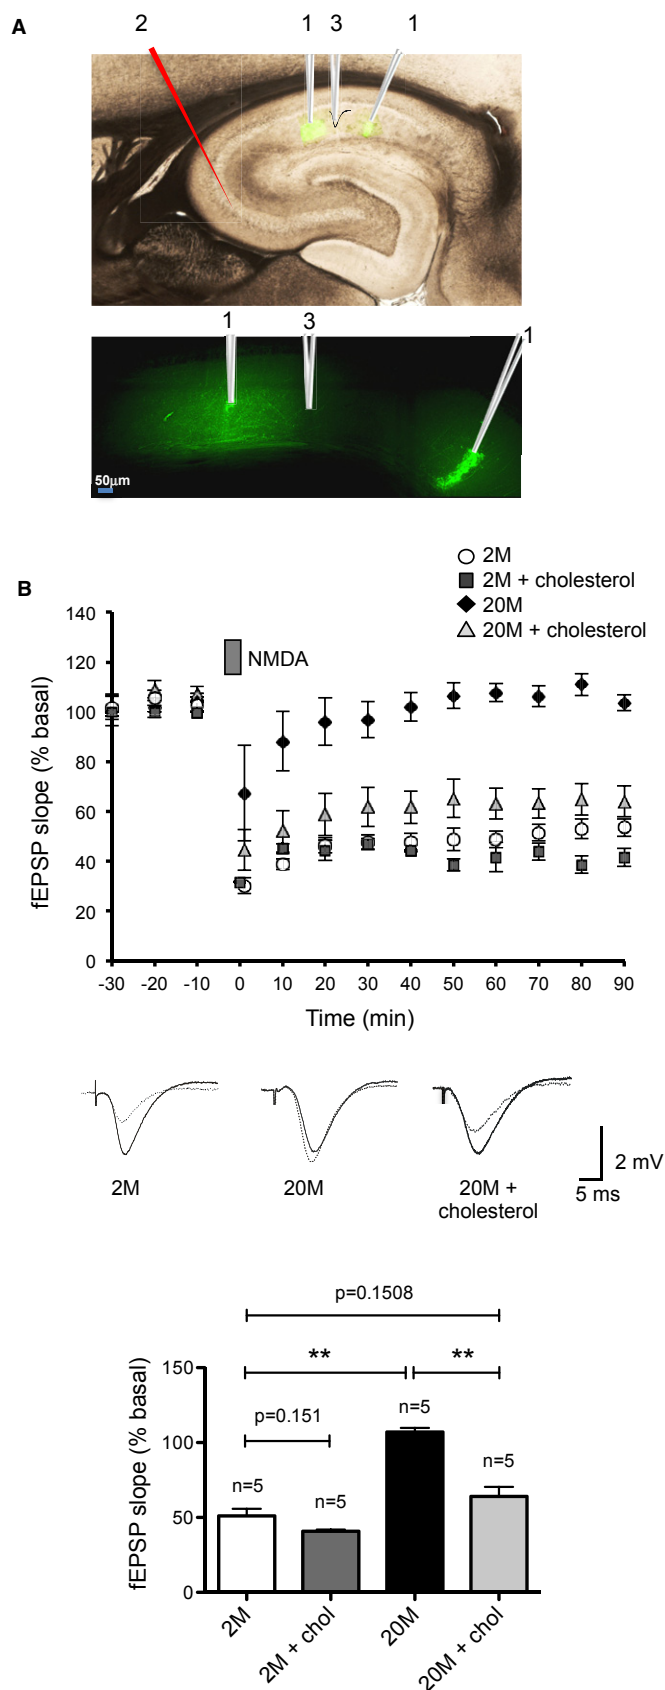 A
2 1 3 1
1 3 1
50μm
B
2M
2M + cholesterol
20M
20M + cholesterol
NMDA
fEPSP slope (% basal)
140
120
100
80
60
40
20
0
-30 -20 -10 0 10 20 30 40 50 60 70 80 90
Time (min)
2M
20M
20M +
cholesterol
2 mV
5 ms
p=0.1508
** **
p=0.151
n=5
n=5
n=5
n=5
fEPSP slope (% basal)
150
100
50
0
2M
2M + chol
20M
20M + chol